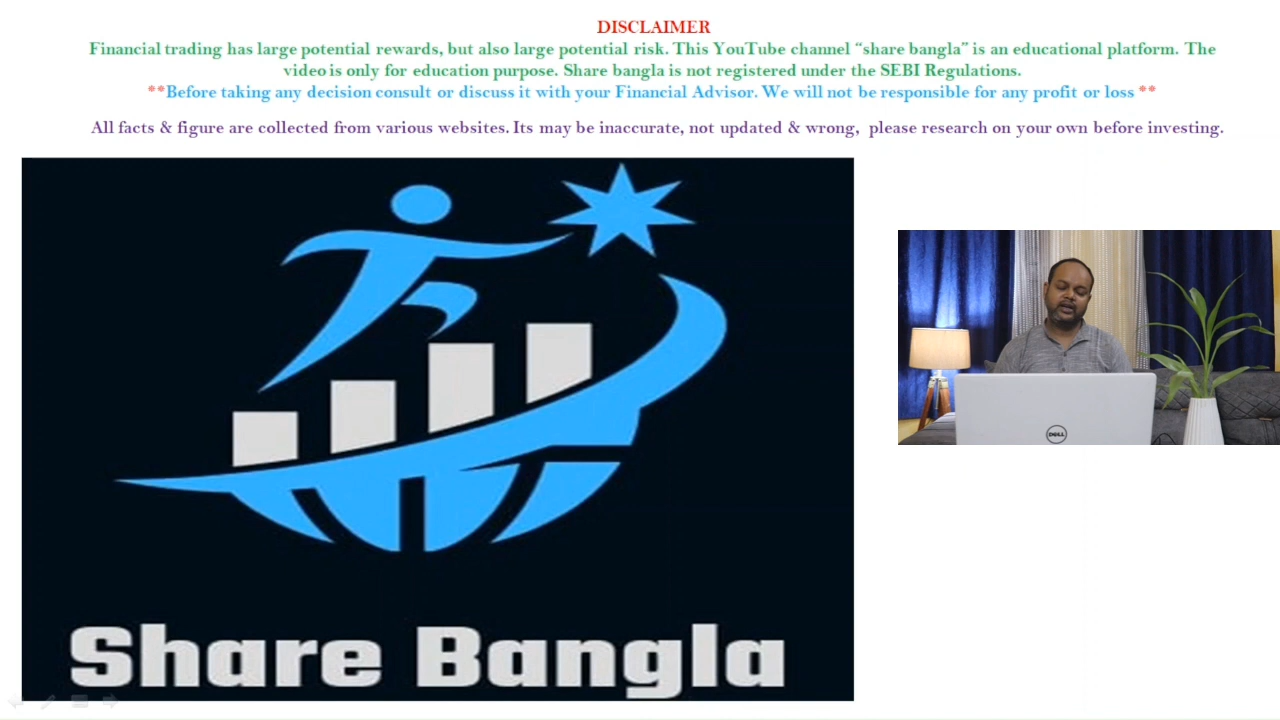 DISCLAIMER
Financial trading has large potential rewards, but also large potential risk. This YouTube channel “share bangla” is an educational platform. The
video is only for education purpose. Share bangla is not registered under the SEBI Regulations.
**Before taking any decision consult or discuss it with your Financial Advisor. We will not be responsible for any profit or loss **
All facts & figure are collected from various websites. Its may be inaccurate, not updated & wrong, please research on your own before investing.
DELL
Share Bangla